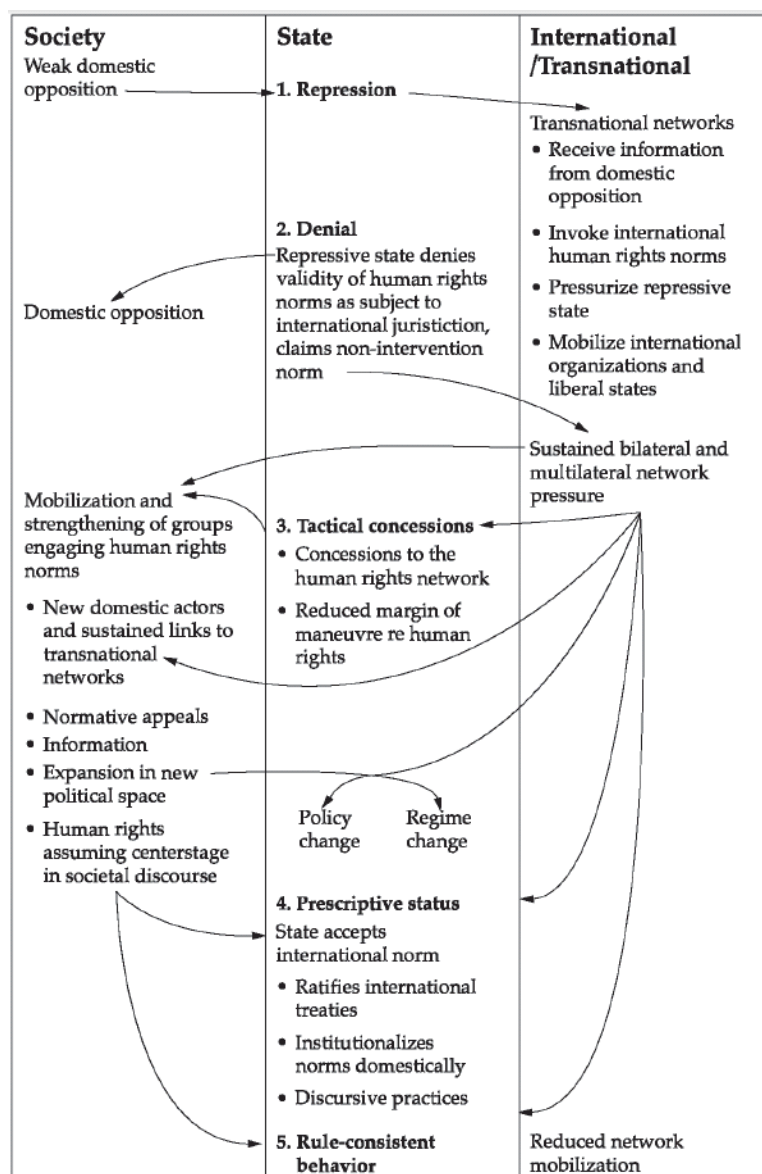 Society
Weak domestic
opposition
Domestic opposition
Mobilization and
strengthening of groups
engaging human rights
norms
• New domestic actors
and sustained links to
transnational
networks
• Normative appeals
• Information
• Expansion in new
political space
• Human rights
assuming centerstage
in societal discourse
State
1. Repression
2. Denial
Repressive state denies
validity of human rights
norms as subject to
international juristiction,
claims non-intervention
norm
3. Tactical concessions
• Concessions to the
human rights network
• Reduced margin of
maneuvre re human
rights
Policy
change
Regime
change
4. Prescriptive status
State accepts
international norm
• Ratifies international
treaties
• Institutionalizes
norms domestically
• Discursive practices
5. Rule-consistent
behavior
International
/Transnational
Transnational networks
• Receive information
from domestic
opposition
• Invoke international
human rights norms
• Pressurize repressive
state
• Mobilize international
organizations and
liberal states
Sustained bilateral and
multilateral network
pressure
Reduced network
mobilization